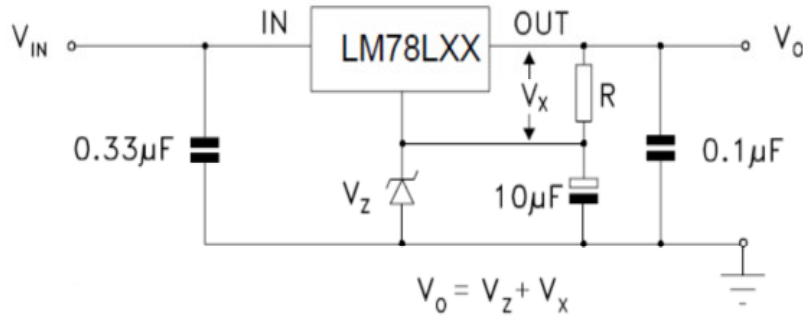 V_IN
IN
LM78LXX
OUT
V_O
V_X
R
0.33µF
V_Z
10µF
0.1µF
V_O = V_Z + V_X